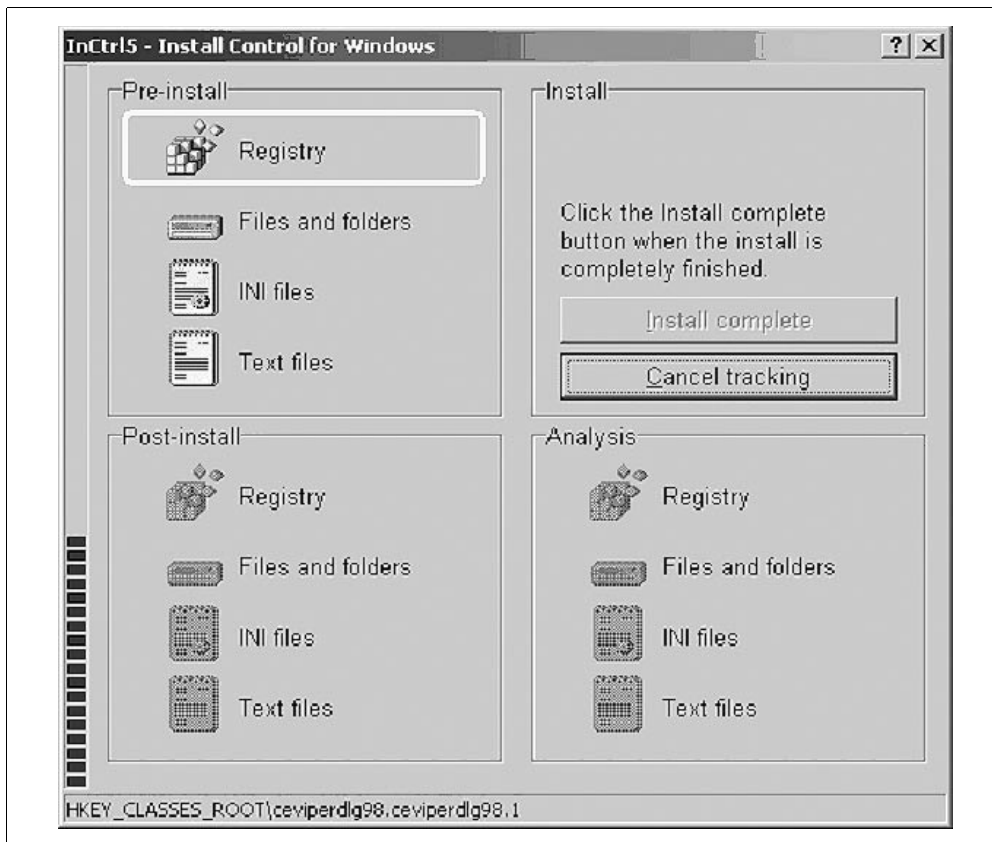 InCtrl5 - Install Control for Windows
? x
Pre-install
Registry
Files and folders
INI files
Text files
Install
Click the Install complete
button when the install is
completely finished.
Install complete
Cancel tracking
Post-install
Registry
Files and folders
INI files
Text files
Analysis
Registry
Files and folders
INI files
Text files
HKEY_CLASSES_ROOT\ceviperdlg98.ceviperdlg98.1